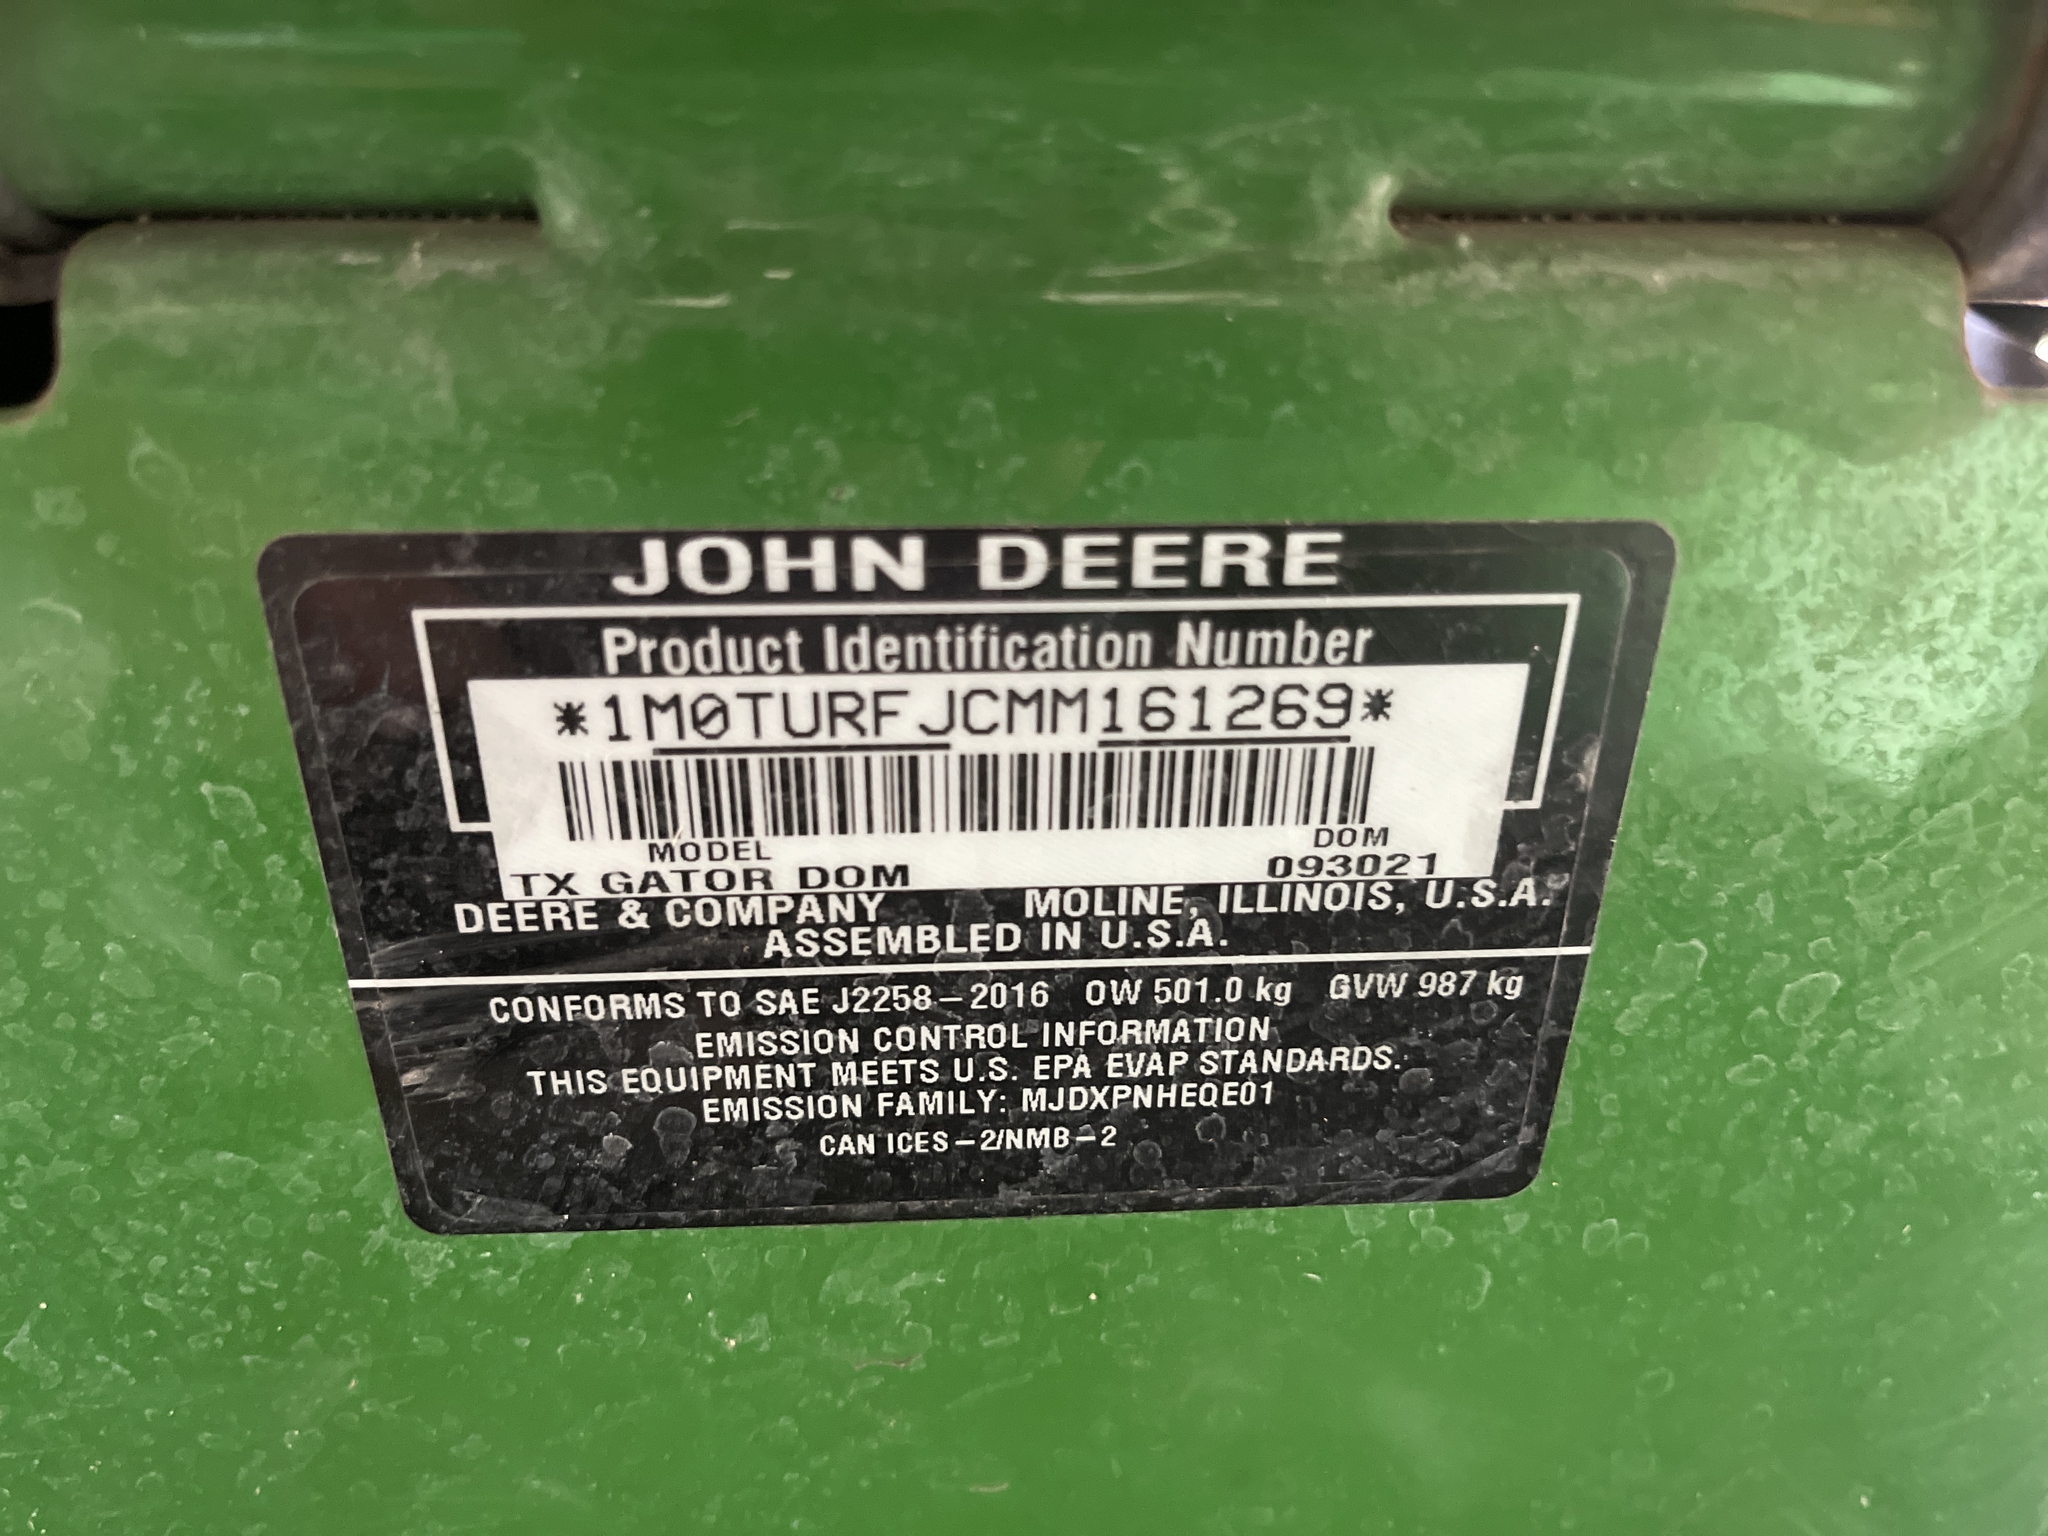 JOHN DEERE
Product Identification Number
*1M0TURFJCMM161269*
MODEL DOM
TX GATOR DOM 093021
DEERE & COMPANY MOLINE, ILLINOIS, U.S.A.
ASSEMBLED IN U.S.A.
CONFORMS TO SAE J2258-2016 OW 501.0 kg GVW 987 kg
EMISSION CONTROL INFORMATION
THIS EQUIPMENT MEETS U.S. EPA EVAP STANDARDS.
EMISSION FAMILY: MJDXPNHEQE01
CAN ICES-2/NMB-2